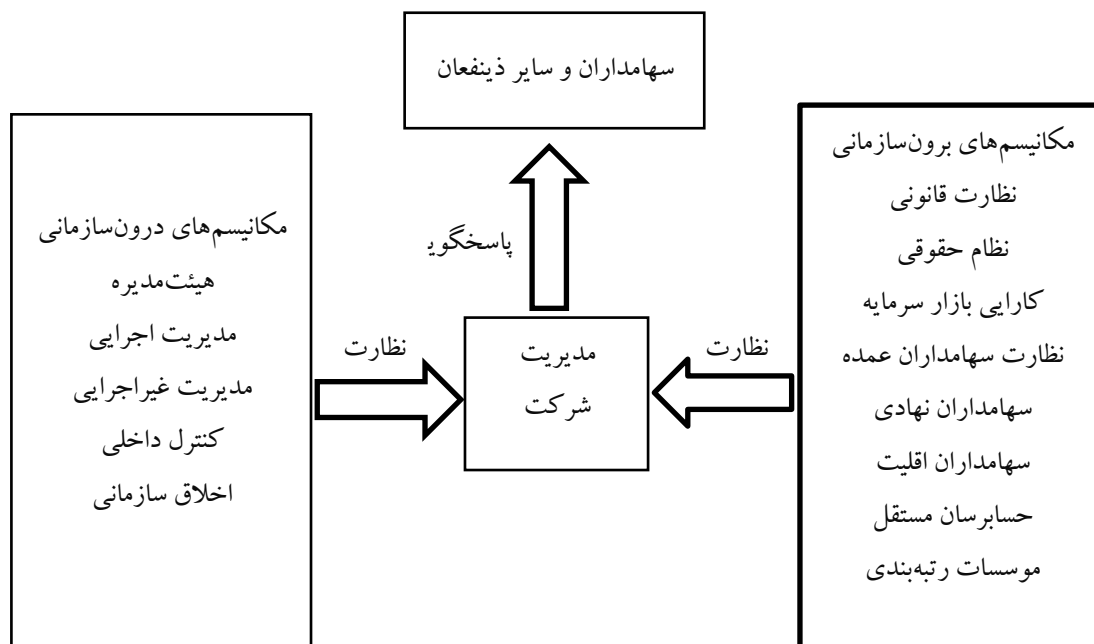 سهامداران و سایر ذینفعان
مکانیسم‌های برون‌سازمانی
نظارت قانونی
نظام حقوقی
کارایی بازار سرمایه
نظارت سهامداران عمده
سهامداران نهادی
سهامداران اقلیت
حسابرسان مستقل
موسسات رتبه‌بندی
نظارت
پاسخگوی
مدیریت
شرکت
نظارت
مکانیسم‌های درون‌سازمانی
هیئت‌مدیره
مدیریت اجرایی
مدیریت غیراجرایی
کنترل داخلی
اخلاق سازمانی